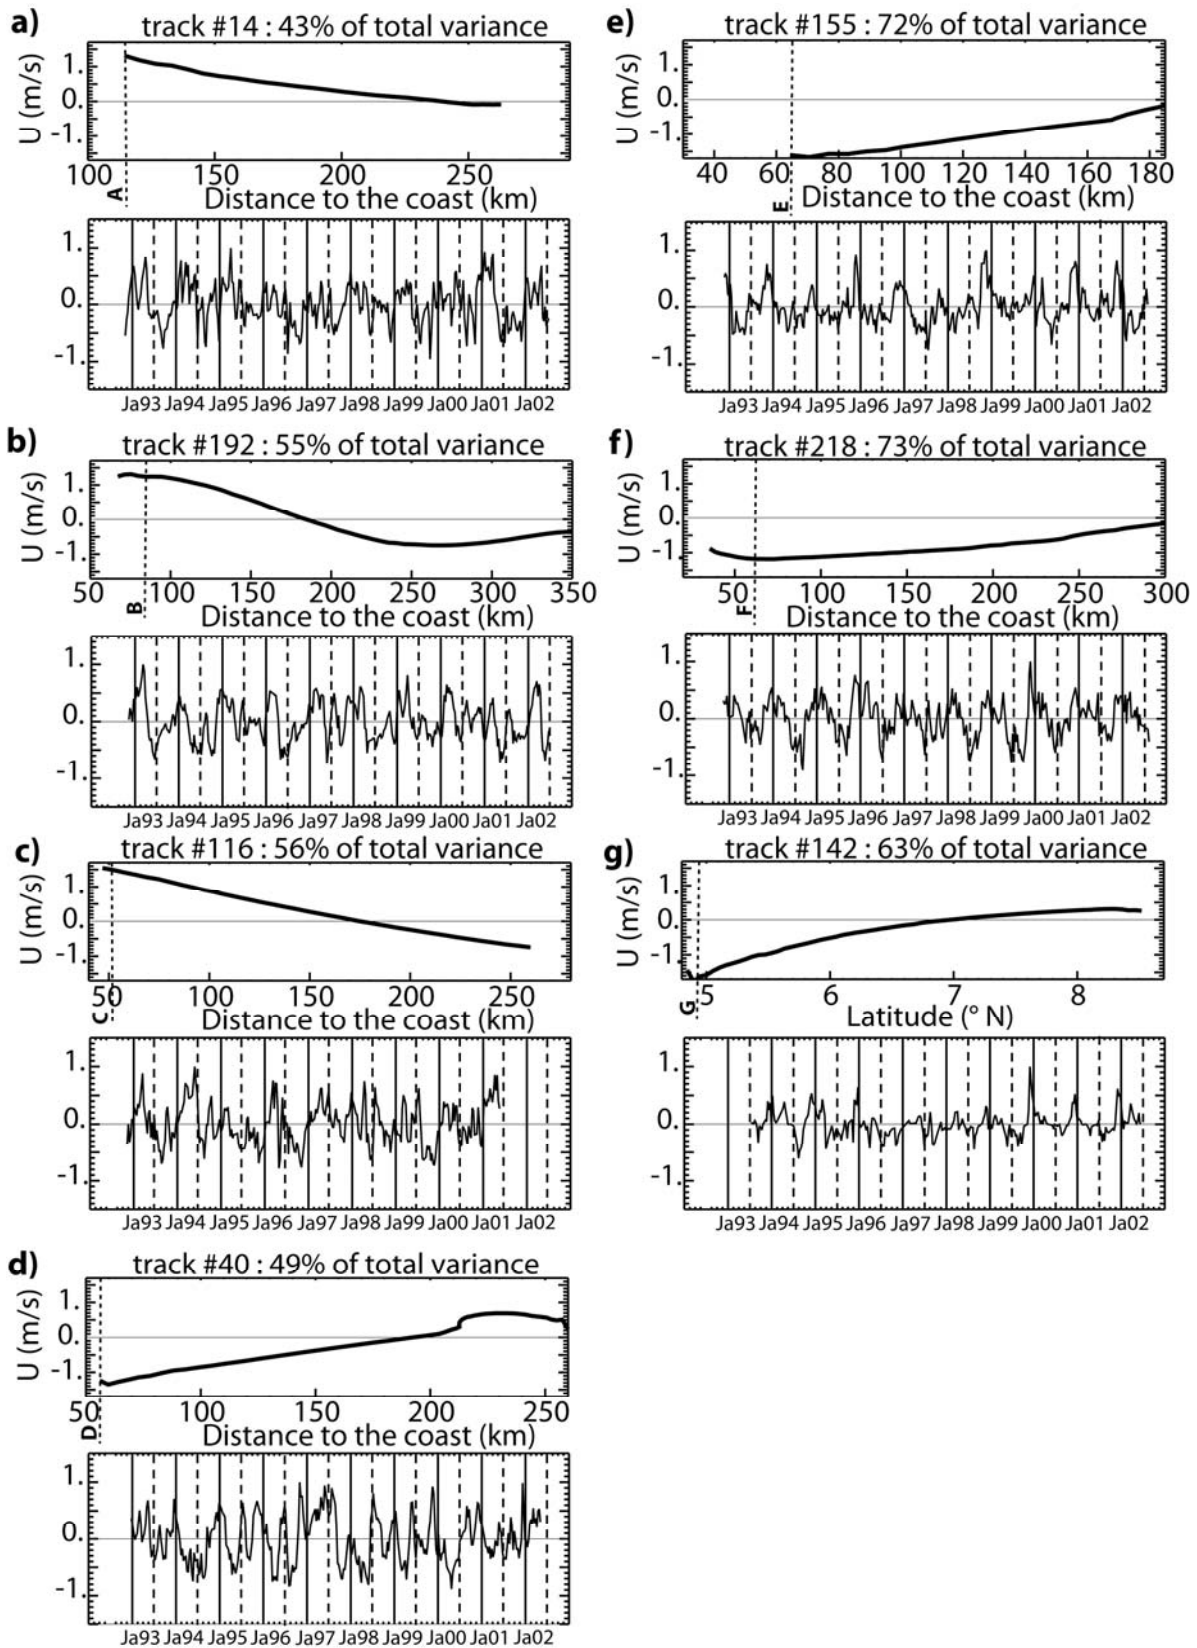 a)
track #14 : 43% of total variance
U (m/s)
1.
0.
-1.
100 150 200 250
A
Distance to the coast (km)
1.
0.
-1.
Ja93 Ja94 Ja95 Ja96 Ja97 Ja98 Ja99 Ja00 Ja01 Ja02
b)
track #192 : 55% of total variance
U (m/s)
1.
0.
-1.
50 100 150 200 250 300 350
B
Distance to the coast (km)
1.
0.
-1.
Ja93 Ja94 Ja95 Ja96 Ja97 Ja98 Ja99 Ja00 Ja01 Ja02
c)
track #116 : 56% of total variance
U (m/s)
1.
0.
-1.
50 100 150 200 250
C
Distance to the coast (km)
1.
0.
-1.
Ja93 Ja94 Ja95 Ja96 Ja97 Ja98 Ja99 Ja00 Ja01 Ja02
d)
track #40 : 49% of total variance
U (m/s)
1.
0.
-1.
50 100 150 200 250
D
Distance to the coast (km)
1.
0.
-1.
Ja93 Ja94 Ja95 Ja96 Ja97 Ja98 Ja99 Ja00 Ja01 Ja02
e)
track #155 : 72% of total variance
U (m/s)
1.
0.
-1.
40 60 80 100 120 140 160 180
E
Distance to the coast (km)
1.
0.
-1.
Ja93 Ja94 Ja95 Ja96 Ja97 Ja98 Ja99 Ja00 Ja01 Ja02
f)
track #218 : 73% of total variance
U (m/s)
1.
0.
-1.
50 100 150 200 250 300
F
Distance to the coast (km)
1.
0.
-1.
Ja93 Ja94 Ja95 Ja96 Ja97 Ja98 Ja99 Ja00 Ja01 Ja02
g)
track #142 : 63% of total variance
U (m/s)
1.
0.
-1.
5 6 7 8
G
Latitude (° N)
1.
0.
-1.
Ja93 Ja94 Ja95 Ja96 Ja97 Ja98 Ja99 Ja00 Ja01 Ja02